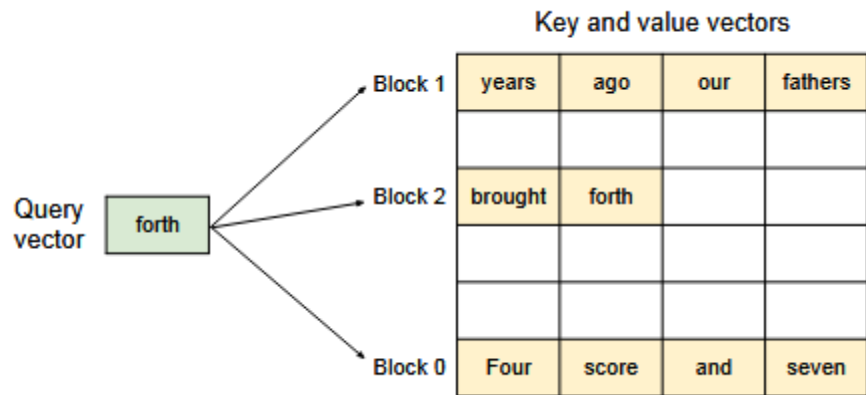 Key and value vectors
Block 1 years ago our fathers
Query
vector
forth
Block 2 brought forth
Block 0 Four score and seven